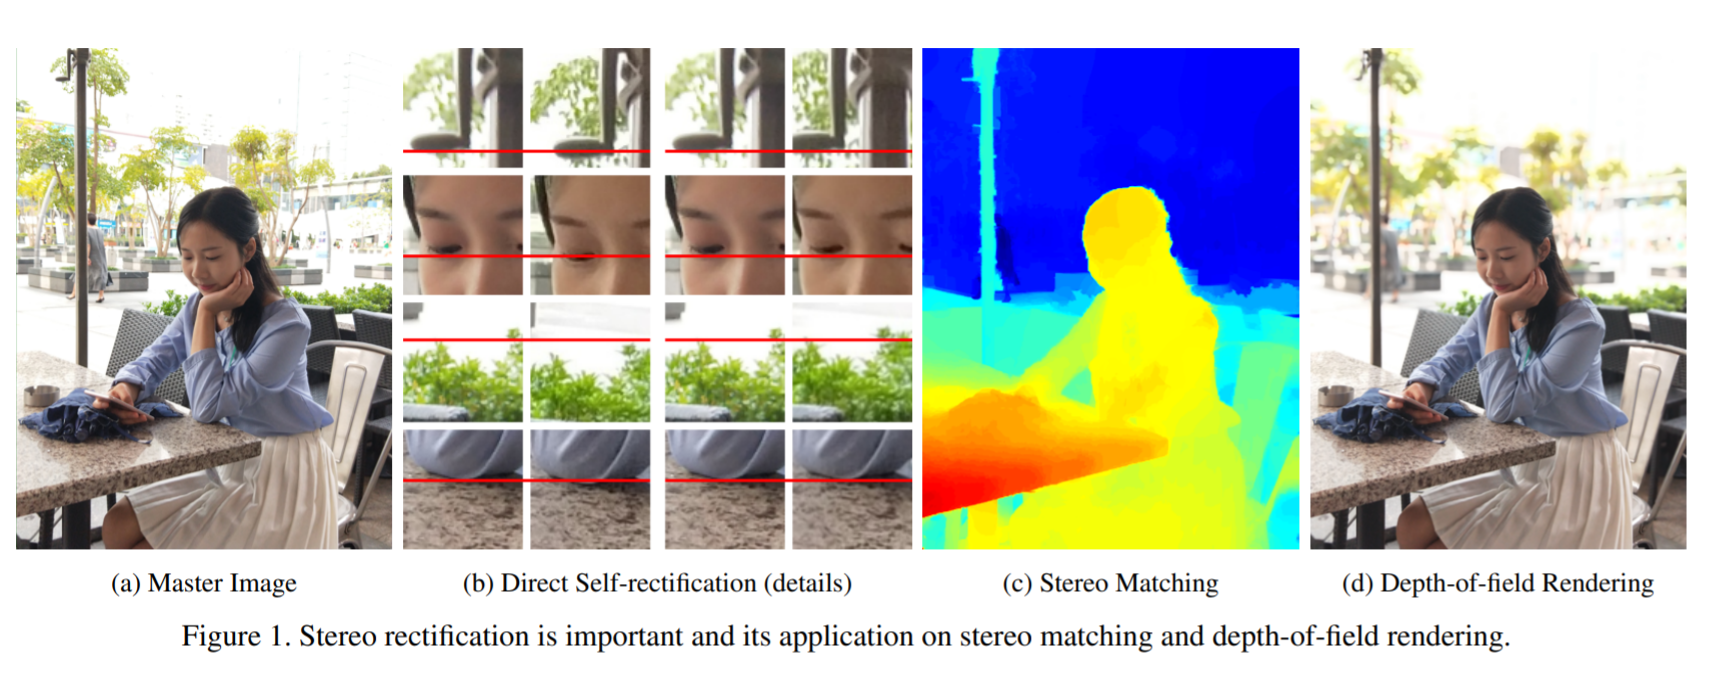 (a) Master Image
(b) Direct Self-rectification (details)
(c) Stereo Matching
(d) Depth-of-field Rendering
Figure 1. Stereo rectification is important and its application on stereo matching and depth-of-field rendering.